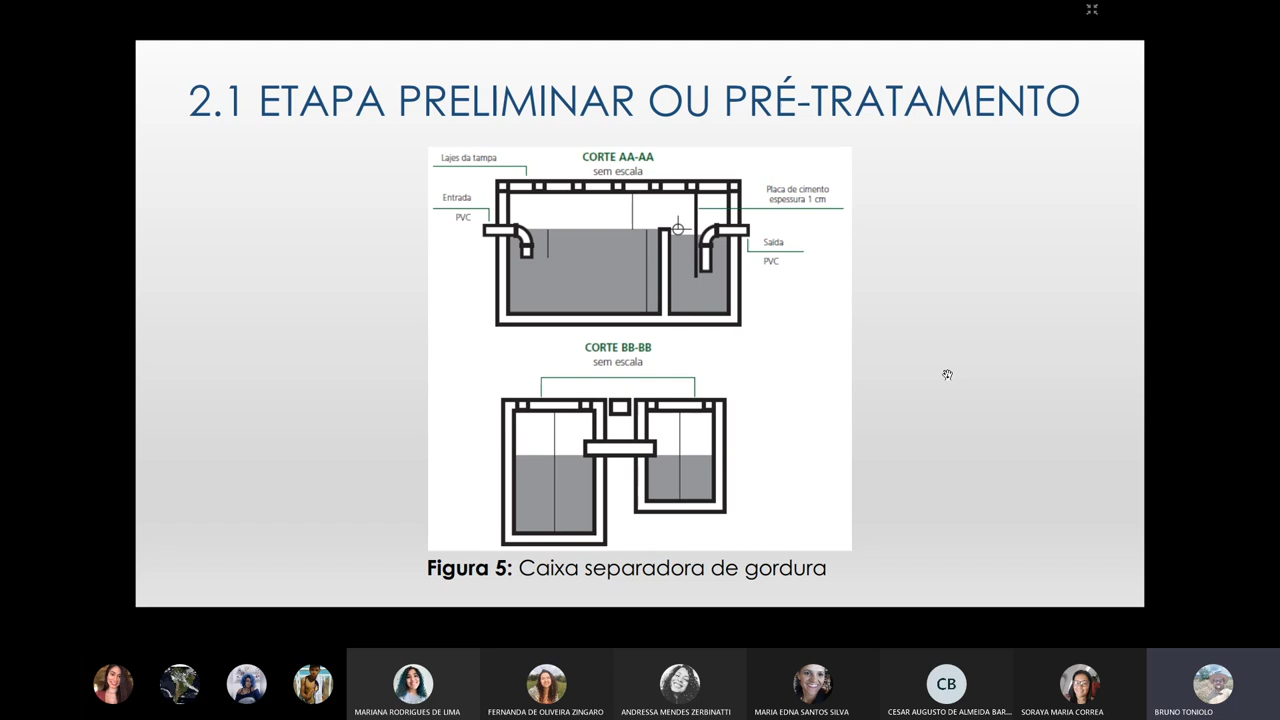 2.1 ETAPA PRELIMINAR OU PRÉ-TRATAMENTO
Lajes da tampa
CORTE AA-AA
sem escala
Entrada
PVC
Placa de cimento
espessura 1 cm
Saída
PVC
CORTE BB-BB
sem escala
Figura 5: Caixa separadora de gordura
CB
MARIANA RODRIGUES DE LIMA
FERNANDA DE OLIVEIRA ZINGARO
ANDRESSA MENDES ZERBINATTI
MARIA EDNA SANTOS SILVA
CESAR AUGUSTO DE ALMEIDA BAR...
SORAYA MARIA CORREA
BRUNO TONIOLO